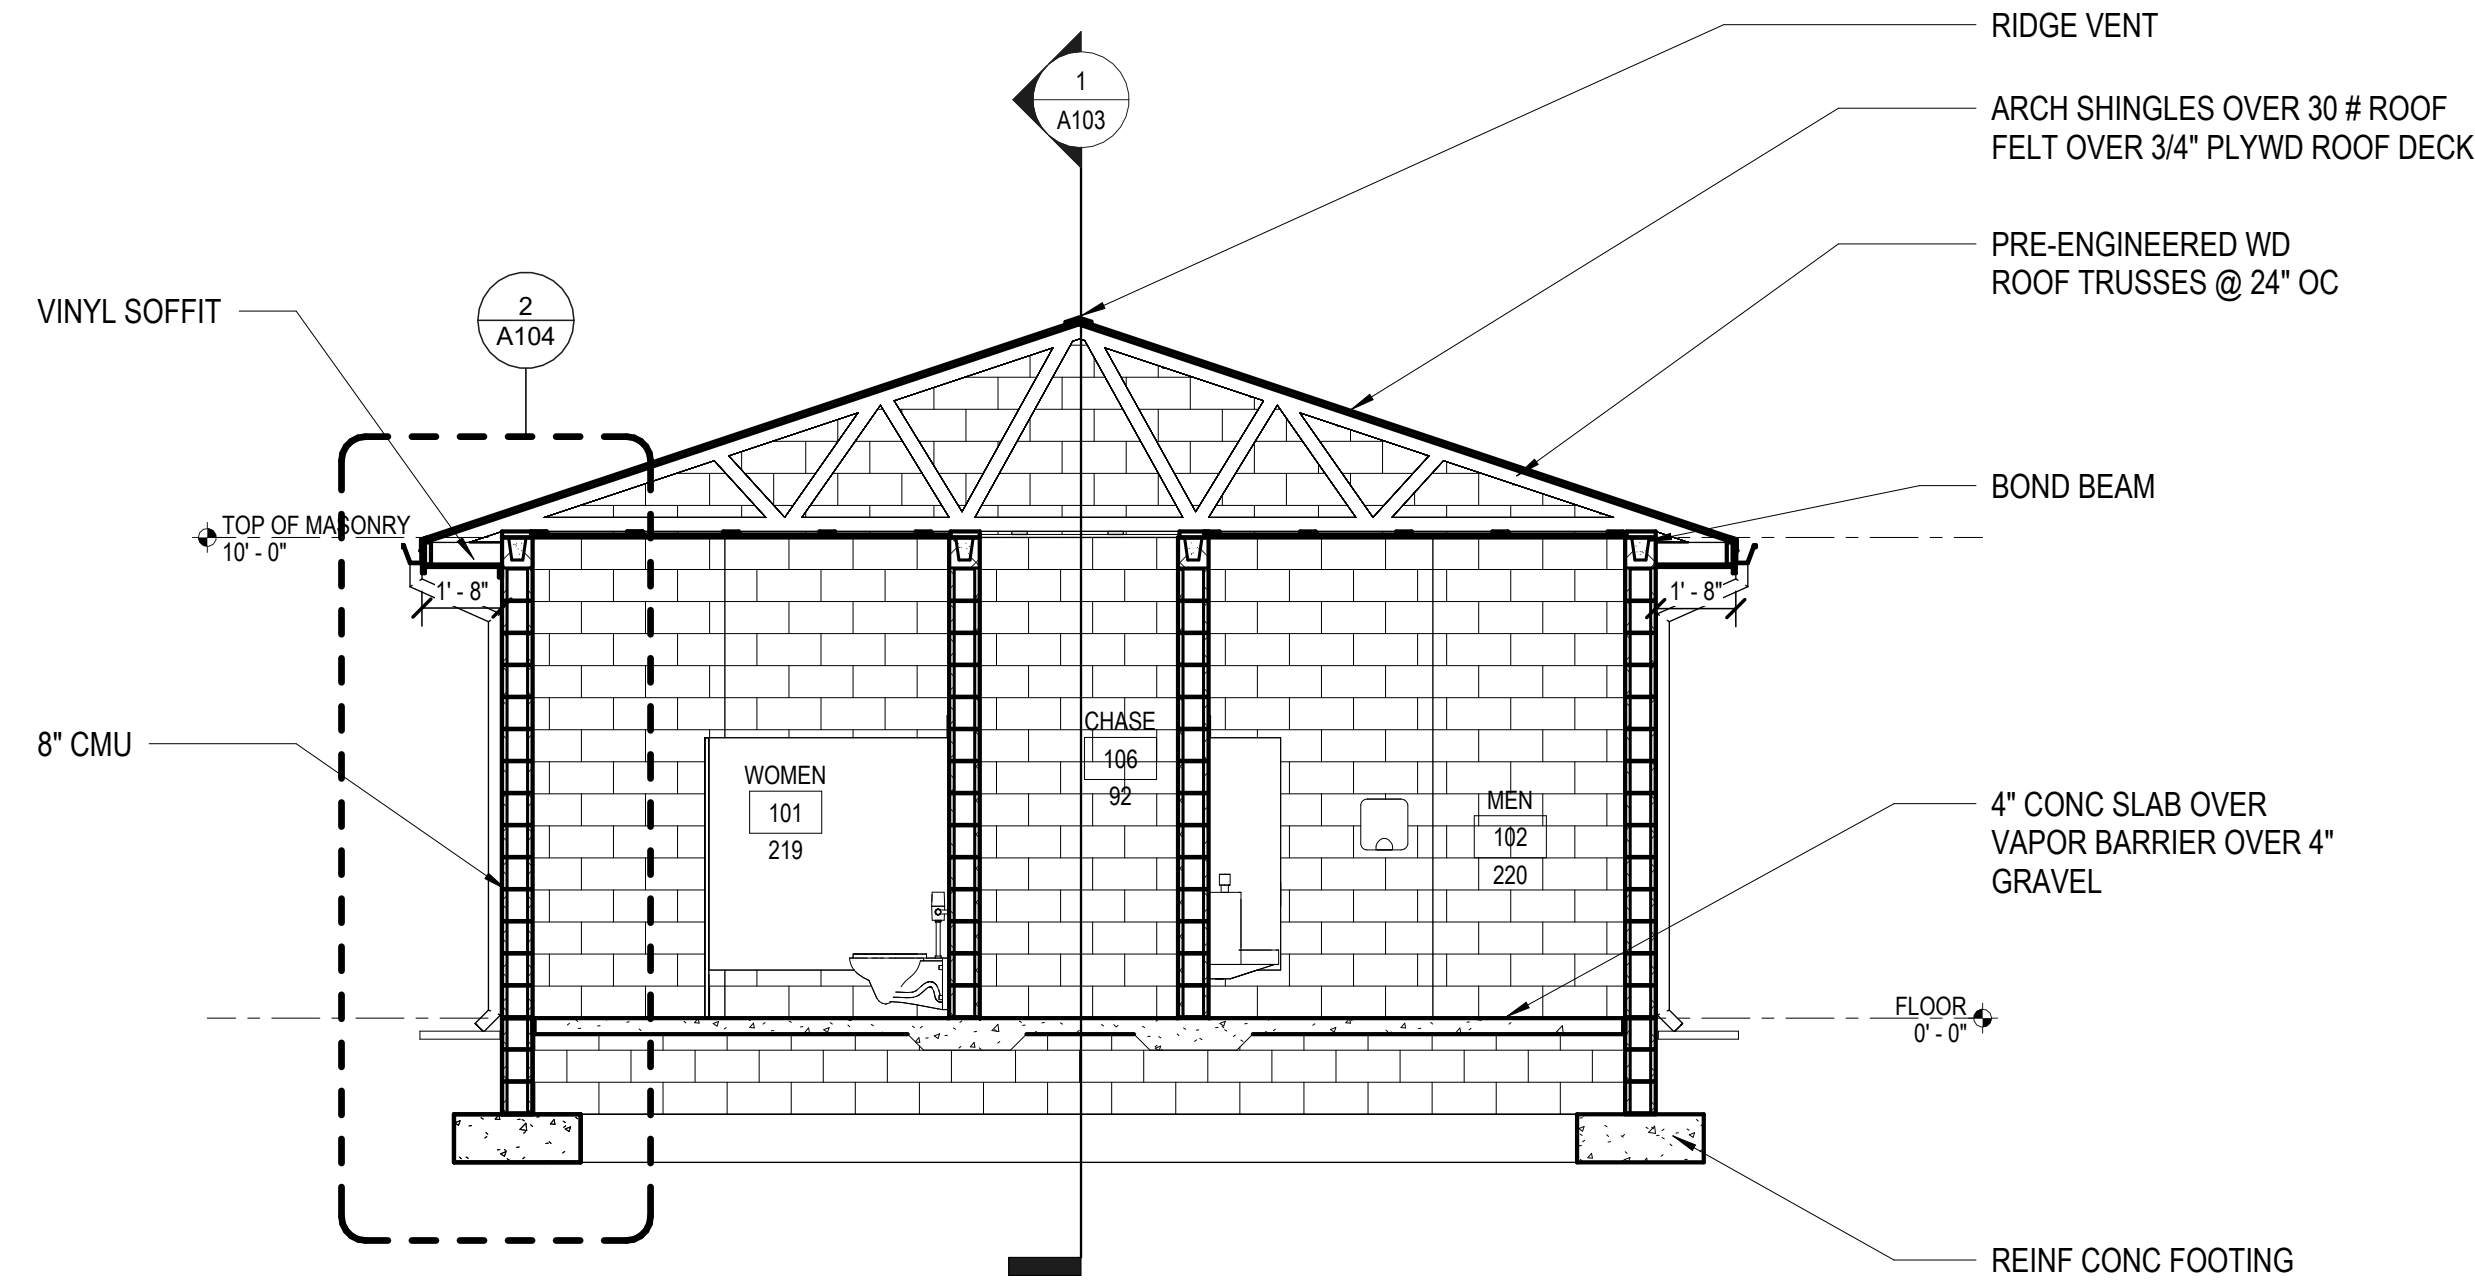 RIDGE VENT
1
A103
ARCH SHINGLES OVER 30 # ROOF
FELT OVER 3/4" PLYWD ROOF DECK
PRE-ENGINEERED WD
ROOF TRUSSES @ 24" OC
VINYL SOFFIT
2
A104
BOND BEAM
TOP OF MASONRY
10' - 0"
1' - 8"
1' - 8"
8" CMU
CHASE
106
92
WOMEN
101
219
MEN
102
220
4" CONC SLAB OVER
VAPOR BARRIER OVER 4"
GRAVEL
FLOOR
0' - 0"
REINF CONC FOOTING